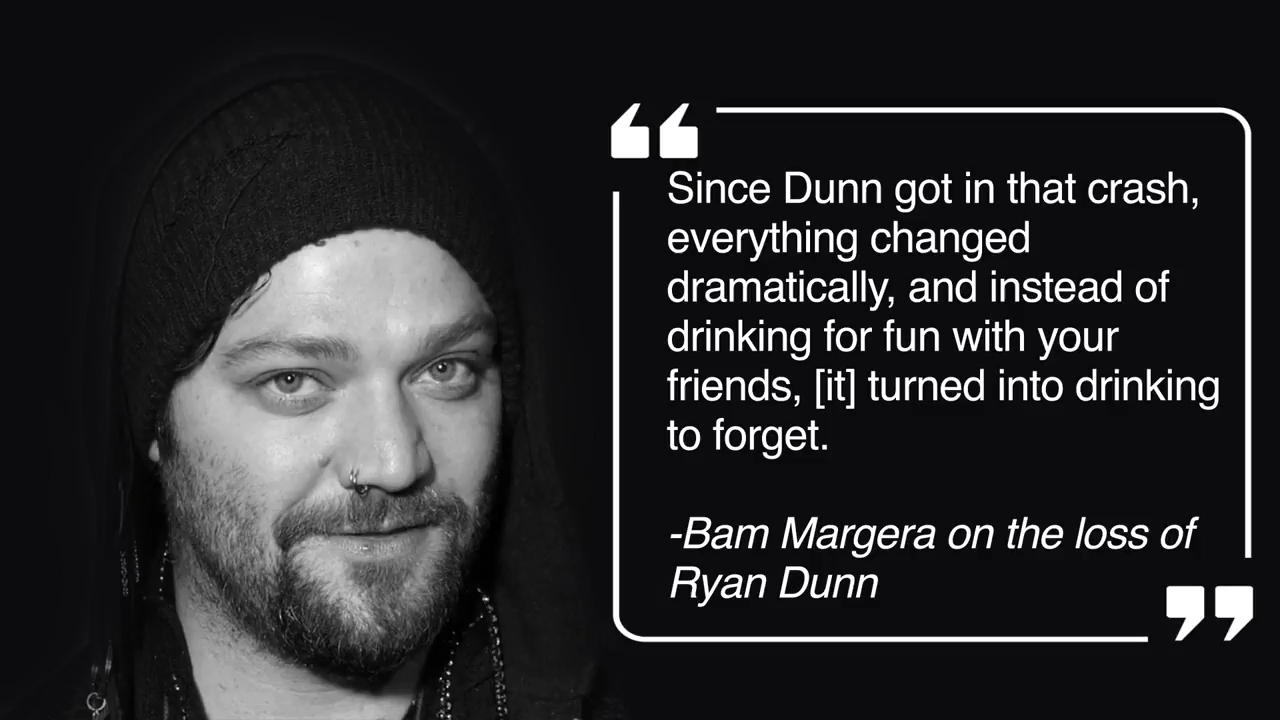 Since Dunn got in that crash,
everything changed
dramatically, and instead of
drinking for fun with your
friends, [it] turned into drinking
to forget.
-Bam Margera on the loss of
Ryan Dunn